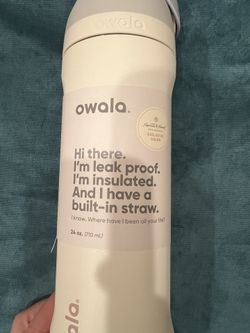 owala
owala.
Hi there.
I'm leak proof.
I'm insulated.
And I have a
built-in straw.
I know. Where have I been all your life?
24 oz. (710 mL)
owala